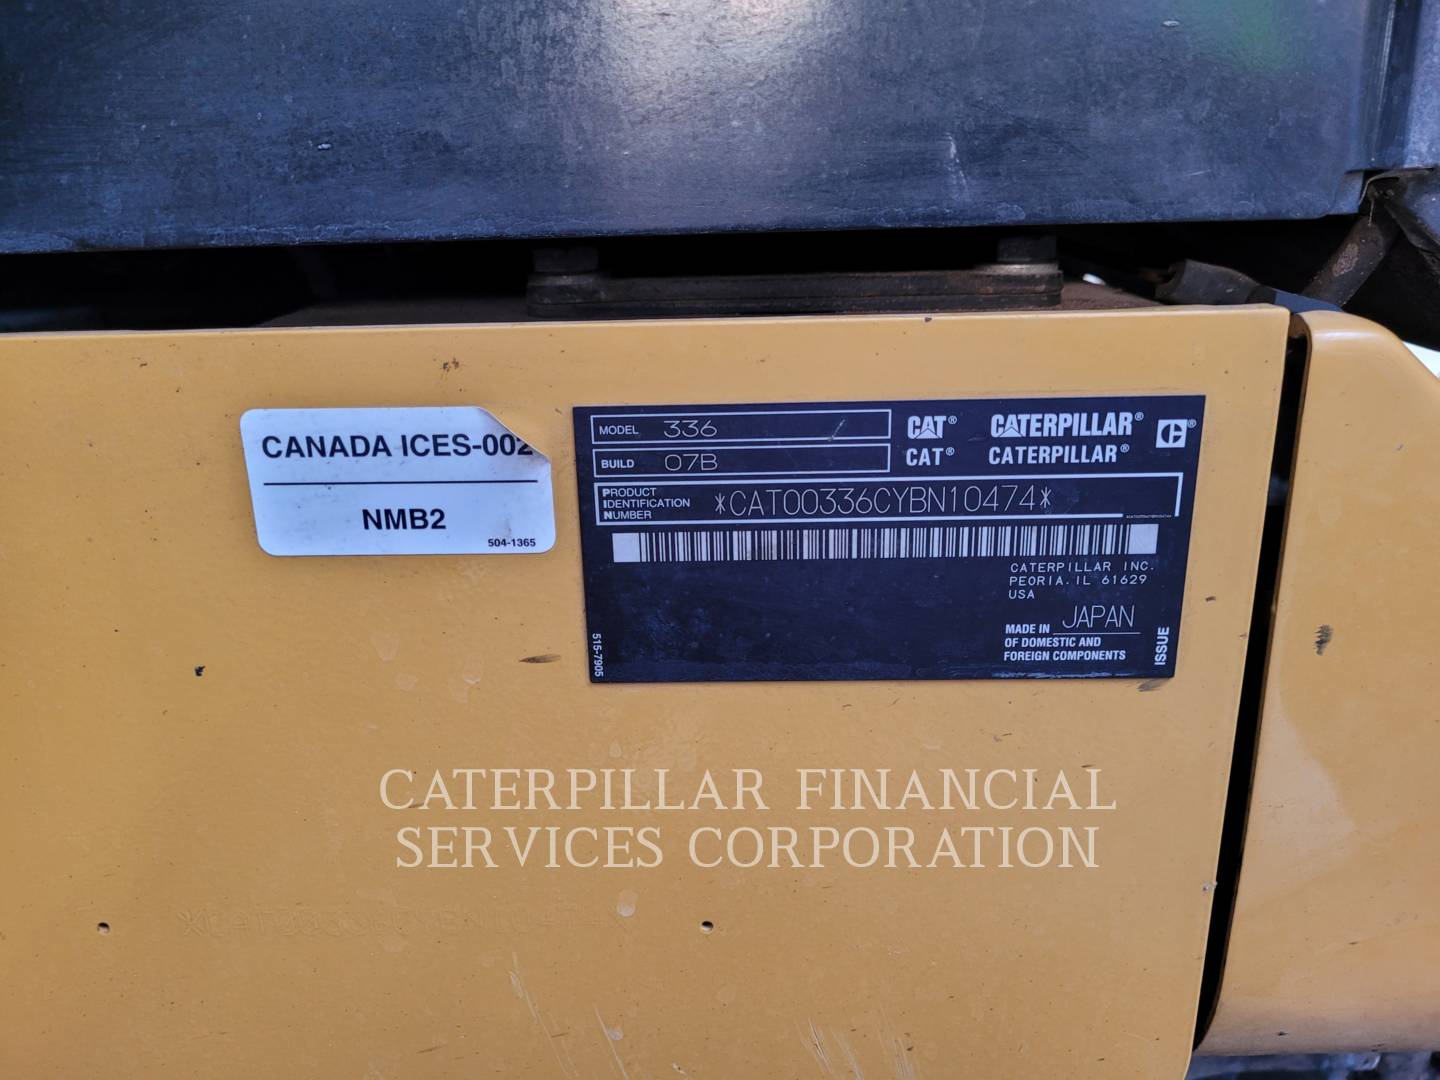 CANADA ICES-002
NMB2
504-1365
MODEL 336
BUILD 07B
CAT® CATERPILLAR®
CAT® CATERPILLAR®
C®
PRODUCT
IDENTIFICATION
NUMBER
*CAT00336CYBN10474*
CATERPILLAR INC.
PEORIA, IL 61629
USA
MADE IN JAPAN
OF DOMESTIC AND
FOREIGN COMPONENTS
515-7905
ISSUE
CATERPILLAR FINANCIAL
SERVICES CORPORATION
*CAT00336CYBN10474*